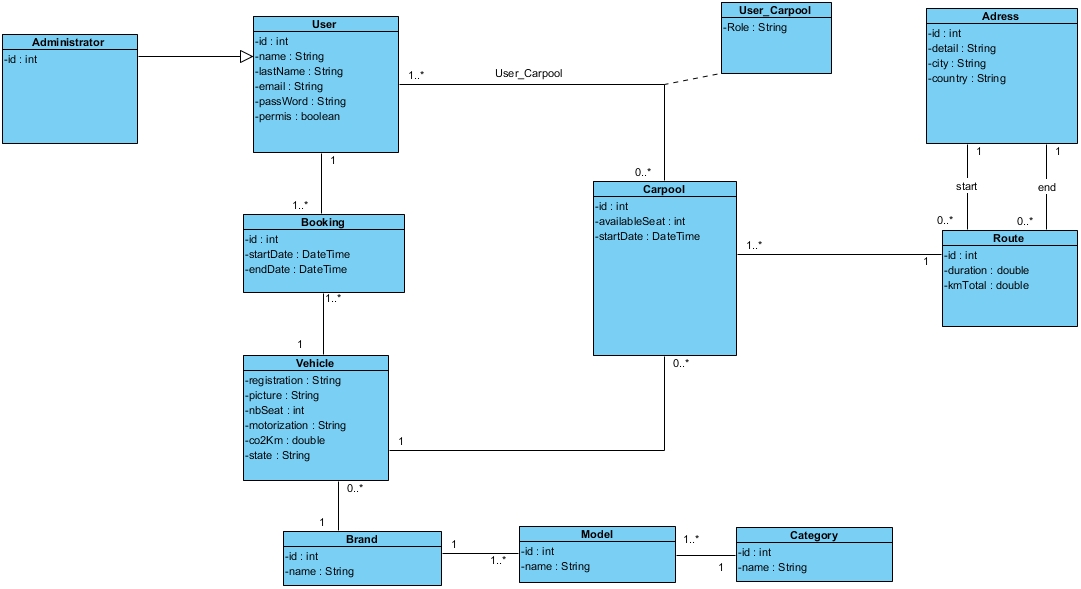 Administrator
-id : int
User
-id : int
-name : String
-lastName : String
-email : String
-passWord : String
-permis : boolean
User_Carpool
-Role : String
Adress
-id : int
-detail : String
-city : String
-country : String
1..*
User_Carpool
0..*
1
1..*
1
1
start
end
0..*
0..*
Booking
-id : int
-startDate : DateTime
-endDate : DateTime
Carpool
-id : int
-availableSeat : int
-startDate : DateTime
1..*
1
Route
-id : int
-duration : double
-kmTotal : double
1..*
1
Vehicle
-registration : String
-picture : String
-nbSeat : int
-motorization : String
-co2Km : double
-state : String
0..*
1
0..*
1
Brand
-id : int
-name : String
1
1..*
Model
-id : int
-name : String
1..*
1
Category
-id : int
-name : String